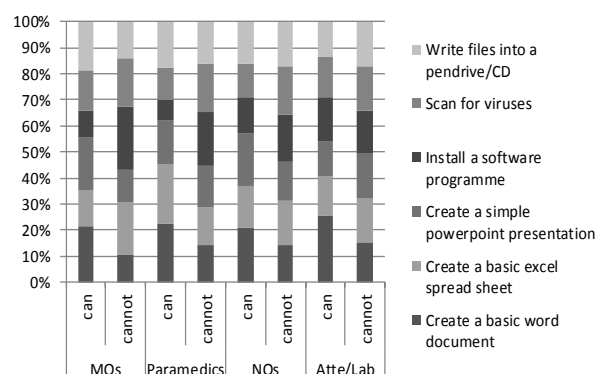 100%
90%
80%
70%
60%
50%
40%
30%
20%
10%
0%
can
cannot
can
cannot
can
cannot
can
cannot
MOs
Paramedics
NOs
Atte/Lab
Write files into a
pendrive/CD
Scan for viruses
Install a software
programme
Create a simple
powerpoint presentation
Create a basic excel
spread sheet
Create a basic word
document